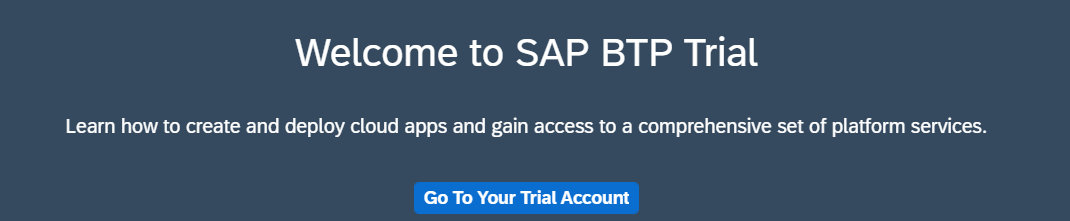 Welcome to SAP BTP Trial
Learn how to create and deploy cloud apps and gain access to a comprehensive set of platform services.
Go To Your Trial Account